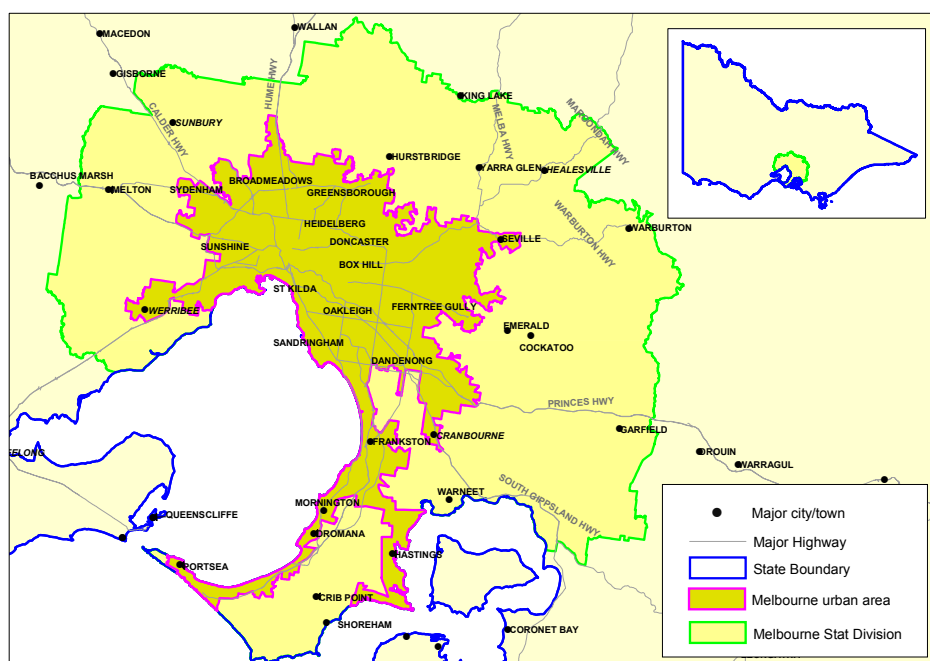 WALLAN
MACEDON
GISBORNE
HUME HWY
KING LAKE
CALDER HWY
MELBA HWY
MAROONDAH HWY
SUNBURY
HURSTBRIDGE
YARRA GLEN
HEALESVILLE
BACCHUS MARSH
MELTON
SYDENHAM
BROADMEADOWS
GREENSBOROUGH
WARBURTON HWY
HEIDELBERG
WARBURTON
SUNSHINE
DONCASTER
SEVILLE
BOX HILL
ST KILDA
WERRIBEE
OAKLEIGH
FERNTREE GULLY
EMERALD
COCKATOO
SANDRINGHAM
DANDENONG
PRINCES HWY
GARFIELD
FRANKSTON
CRANBOURNE
DROUIN
WARRAGUL
SOUTH GIPPSLAND HWY
WARNEET
MORNINGTON
QUEENSCLIFFE
DROMANA
HASTINGS
PORTSEA
CRIB POINT
SHOREHAM
CORONET BAY
Major city/town
Major Highway
State Boundary
Melbourne urban area
Melbourne Stat Division